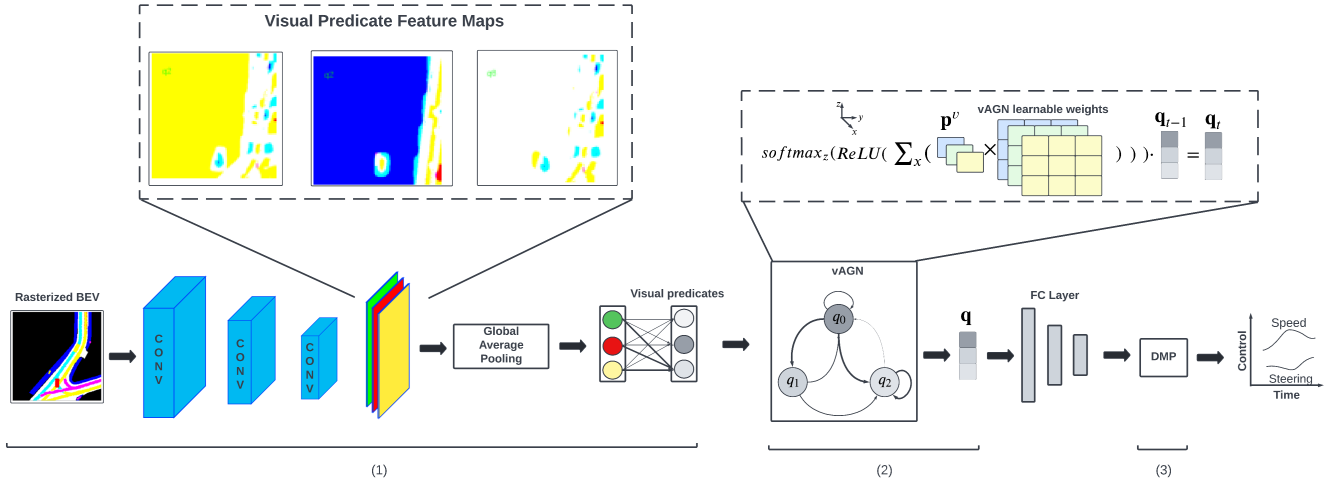 Visual Predicate Feature Maps
q2
vAGN learnable weights
z
y
x
p^v
q_{t-1}
q_t
softmax_z(ReLU( ∑_x( × ) ) )· =
Rasterized BEV
CONV
CONV
CONV
Global
Average
Pooling
Visual predicates
vAGN
q_0
q_1
q_2
q
FC Layer
DMP
Control
Speed
Steering
Time
(1)
(2)
(3)